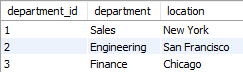 department_id department location
1 Sales New York
2 Engineering San Francisco
3 Finance Chicago